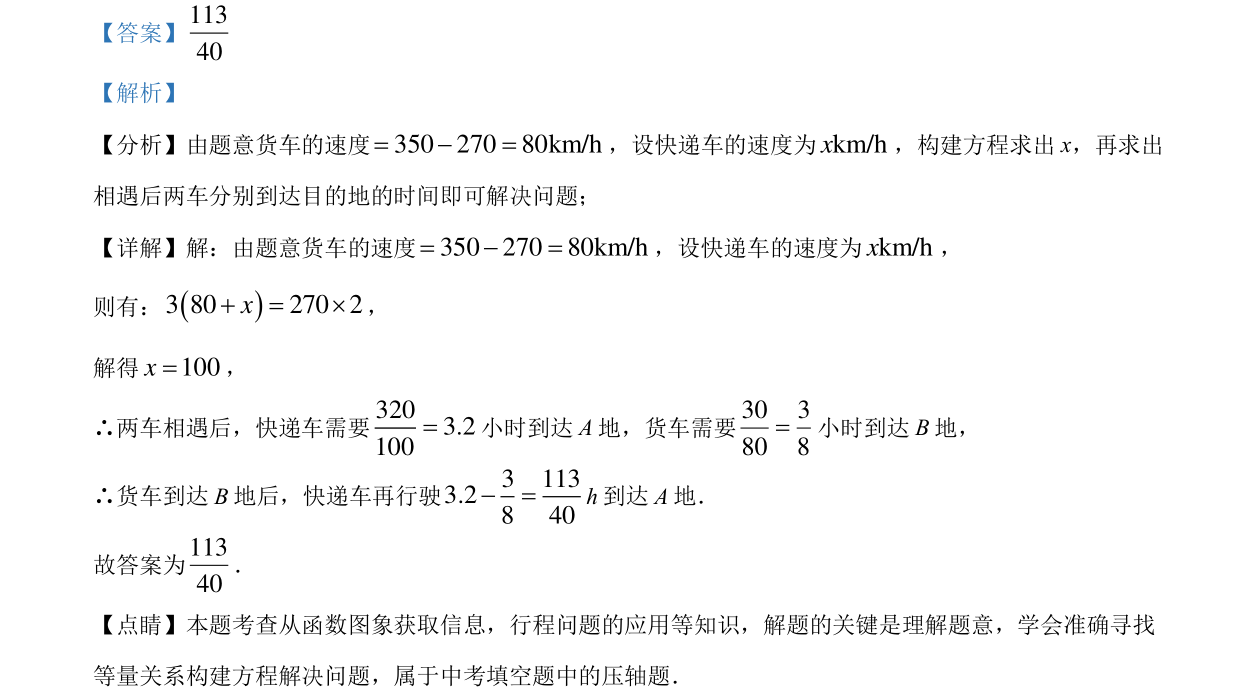 【答案】113/40
【解析】
【分析】由题意货车的速度=350−270=80km/h，设快递车的速度为xkm/h，构建方程求出x，再求出
相遇后两车分别到达目的地的时间即可解决问题；
【详解】解：由题意货车的速度=350−270=80km/h，设快递车的速度为xkm/h，
则有：3(80+x)=270×2，
解得x=100，
∴两车相遇后，快递车需要320/100=3.2小时到达A地，货车需要30/80=3/8小时到达B地，
∴货车到达B地后，快递车再行驶3.2−3/8=113/40h到达A地．
故答案为113/40．
【点睛】本题考查从函数图象获取信息，行程问题的应用等知识，解题的关键是理解题意，学会准确寻找
等量关系构建方程解决问题，属于中考填空题中的压轴题．